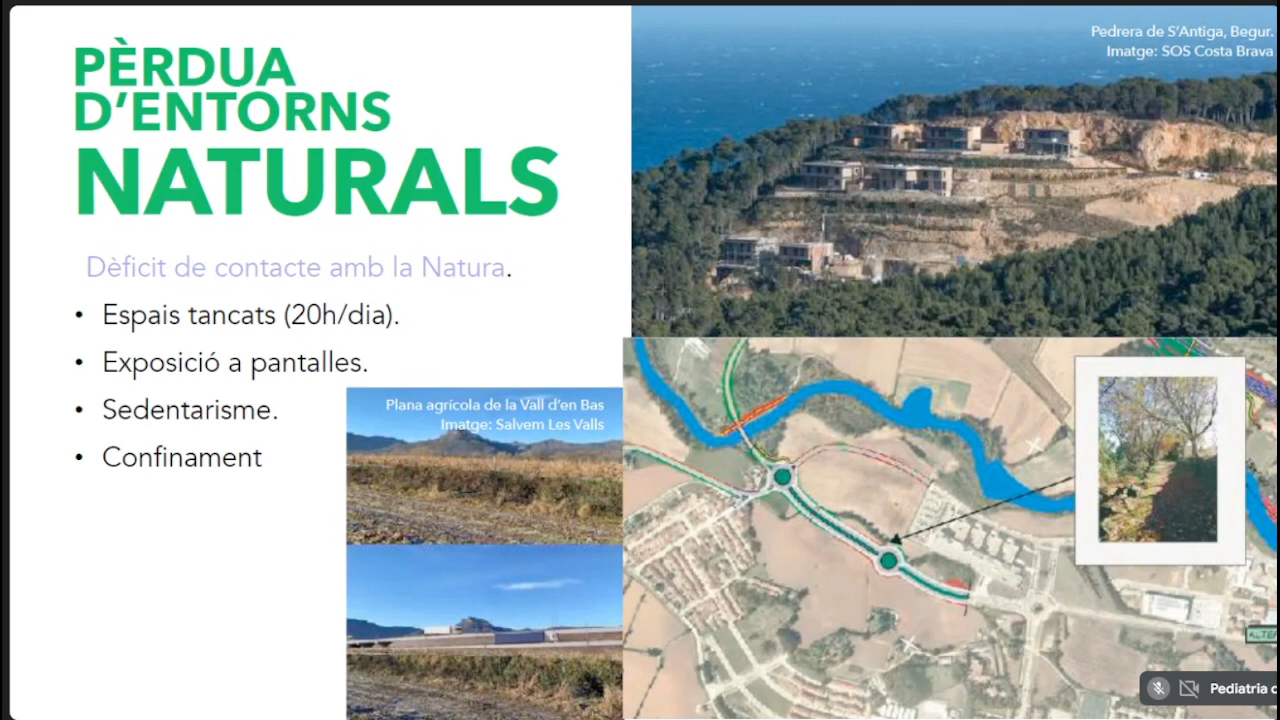 PÈRDUA
D'ENTORNS
NATURALS
Dèficit de contacte amb la Natura.
• Espais tancats (20h/dia).
• Exposició a pantalles.
• Sedentarisme.
• Confinament
Plana agrícola de la Vall d'en Bas
Imatge: Salvem Les Valls
Pedrera de S'Antiga, Begur.
Imatge: SOS Costa Brava
Pediatria